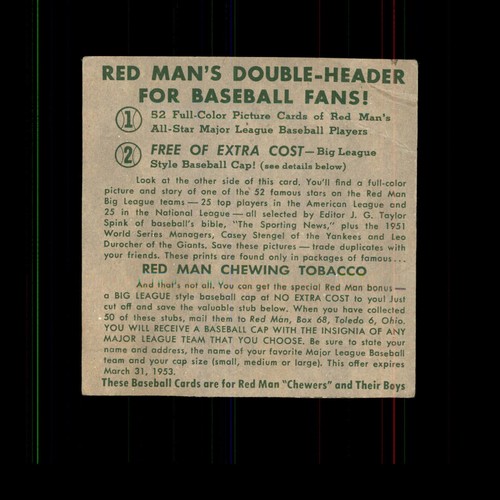 RED MAN'S DOUBLE-HEADER
FOR BASEBALL FANS!
1 52 Full-Color Picture Cards of Red Man's
All-Star Major League Baseball Players
2 FREE OF EXTRA COST—Big League
Style Baseball Cap! (see details below)
Look at the other side of this card. You'll find a full-color
picture and story of one of the 52 famous stars on the Red Man
Big League teams—25 top players in the American League and
25 in the National League—all selected by Editor J. G. Taylor
Spink of baseball's bible, "The Sporting News," plus the 1951
World Series Managers, Casey Stengel of the Yankees and Leo
Durocher of the Giants. Save these pictures—trade duplicates with
your friends. These prints are found only in packages of famous...
RED MAN CHEWING TOBACCO
And that's not all. You can get the special Red Man bonus—
a BIG LEAGUE style baseball cap at NO EXTRA COST to you! Just
cut off and save the valuable stub below. When you have collected
50 of these stubs, mail them to Red Man, Box 68, Toledo 6, Ohio.
YOU WILL RECEIVE A BASEBALL CAP WITH THE INSIGNIA OF ANY
MAJOR LEAGUE TEAM THAT YOU CHOOSE. Be sure to state your
name and address, the name of your favorite Major League Baseball
team and your cap size (small, medium or large). This offer expires
March 31, 1953.
These Baseball Cards are for Red Man "Chewers" and Their Boys